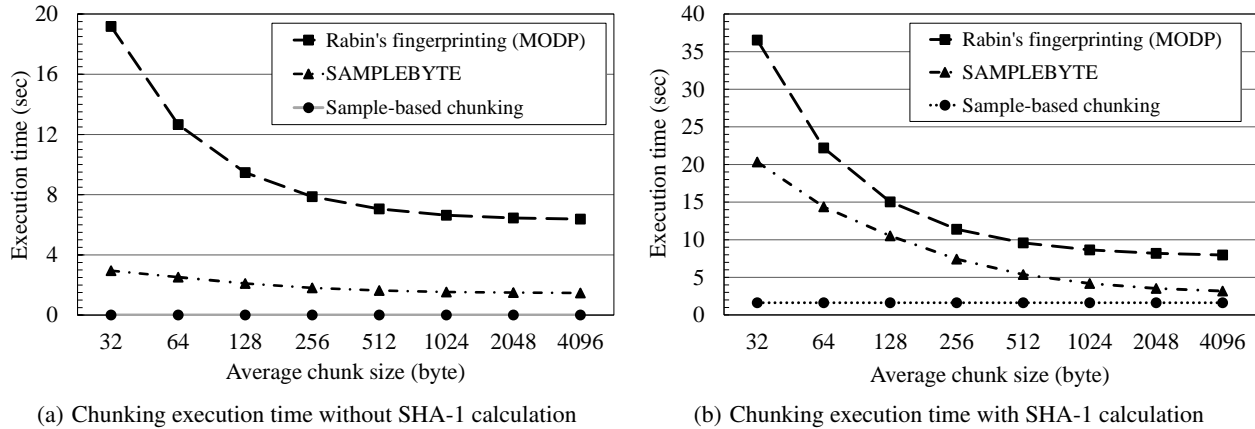 20
16
12
8
4
0
Execution time (sec)
Rabin's fingerprinting (MODP)
SAMPLEBYTE
Sample-based chunking
32 64 128 256 512 1024 2048 4096
Average chunk size (byte)
(a) Chunking execution time without SHA-1 calculation
40
35
30
25
20
15
10
5
0
Execution time (sec)
Rabin's fingerprinting (MODP)
SAMPLEBYTE
Sample-based chunking
32 64 128 256 512 1024 2048 4096
Average chunk size (byte)
(b) Chunking execution time with SHA-1 calculation